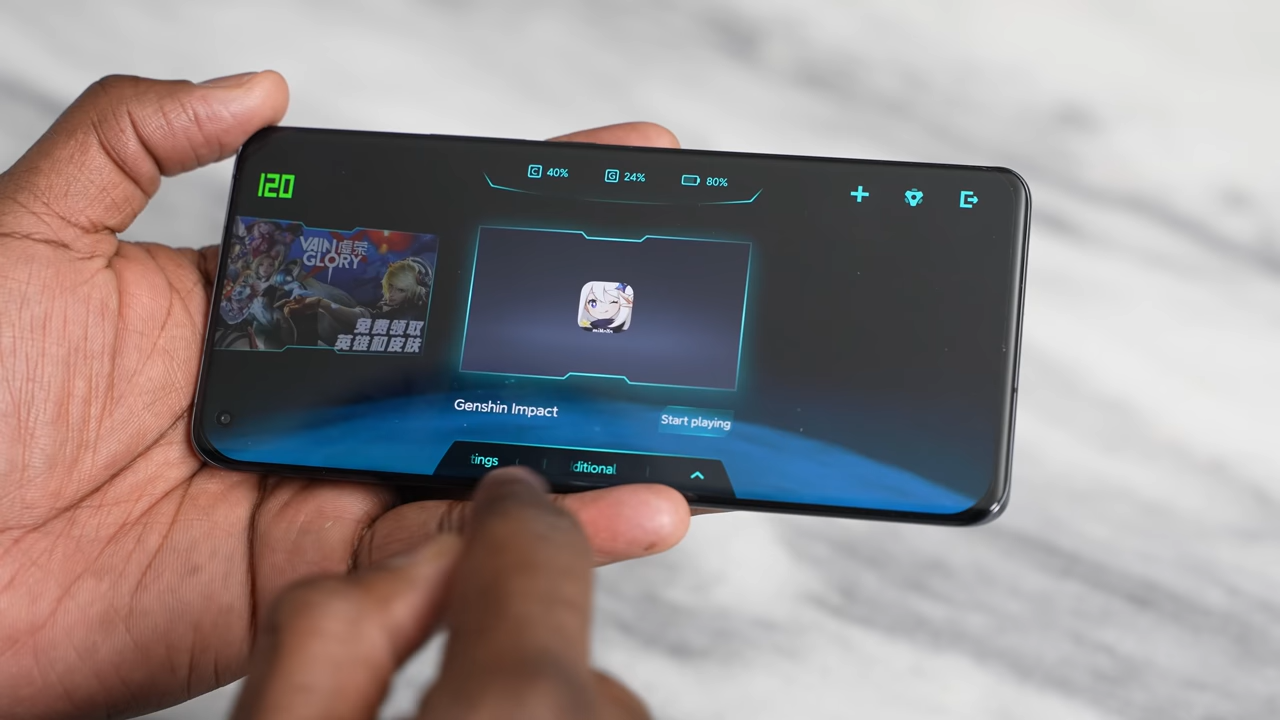 120
C 40%
G 24%
80%
VAIN 虚荣
GLORY
免费领取
英雄和皮肤
miHoYo
Genshin Impact
Start playing
tings
ditional